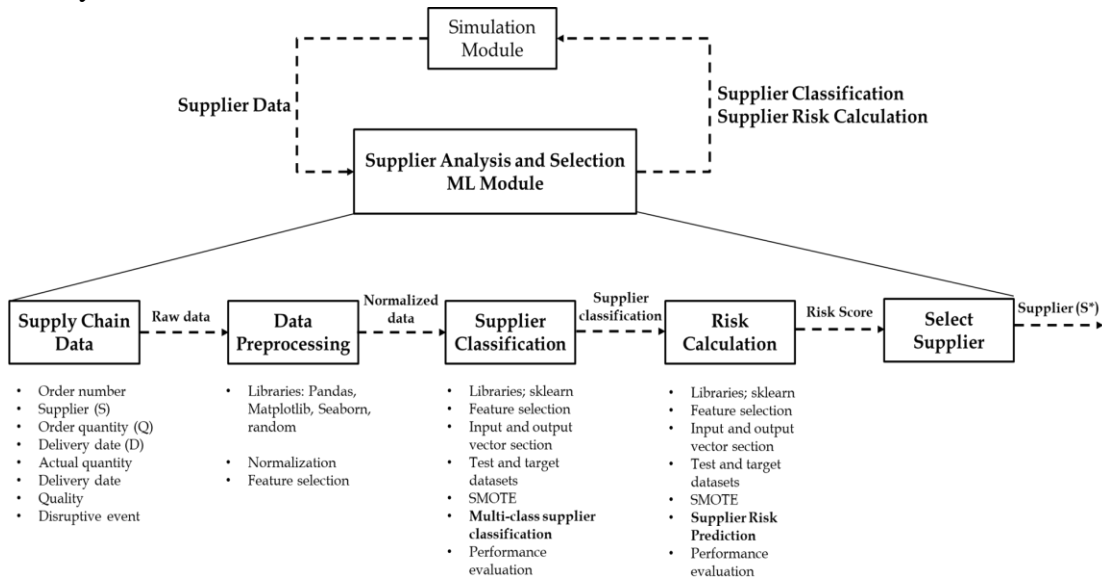 Simulation
Module
Supplier Data
Supplier Classification
Supplier Risk Calculation
Supplier Analysis and Selection
ML Module
Supply Chain
Data
Raw data
Data
Preprocessing
Normalized
data
Supplier
Classification
Supplier
classification
Risk
Calculation
Risk Score
Select
Supplier
Supplier (S*)
• Order number
• Supplier (S)
• Order quantity (Q)
• Delivery date (D)
• Actual quantity
• Delivery date
• Quality
• Disruptive event
• Libraries: Pandas,
Matplotlib, Seaborn,
random
• Normalization
• Feature selection
• Libraries; sklearn
• Feature selection
• Input and output
vector section
• Test and target
datasets
• SMOTE
• Multi-class supplier
classification
• Performance
evaluation
• Libraries; sklearn
• Feature selection
• Input and output
vector section
• Test and target
datasets
• SMOTE
• Supplier Risk
Prediction
• Performance
evaluation